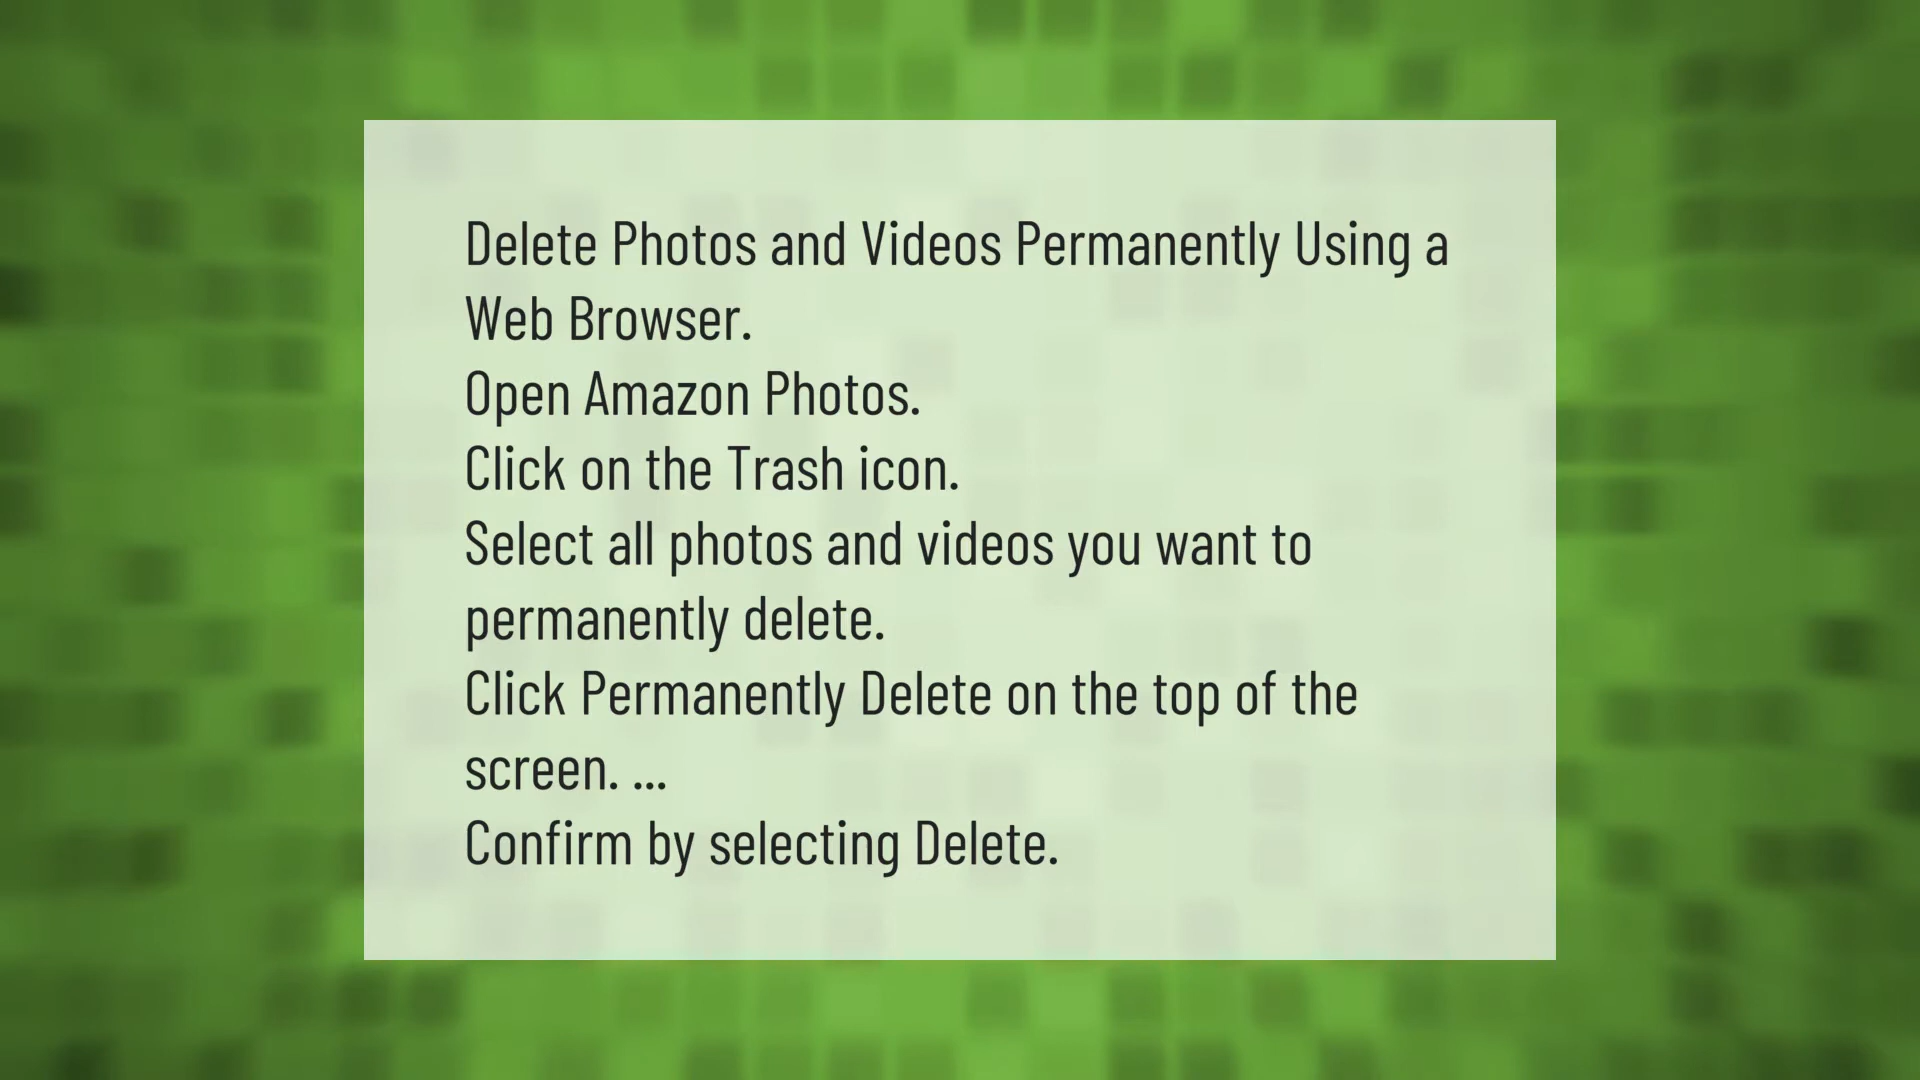 Delete Photos and Videos Permanently Using a
Web Browser.
Open Amazon Photos.
Click on the Trash icon.
Select all photos and videos you want to
permanently delete.
Click Permanently Delete on the top of the
screen. ...
Confirm by selecting Delete.